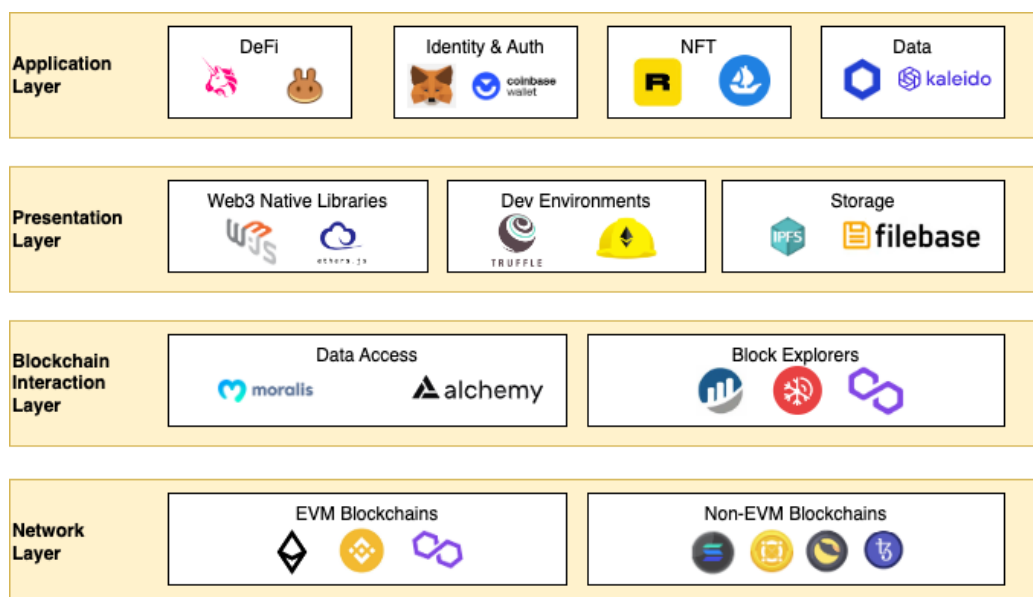 Application
Layer
DeFi
Identity & Auth
coinbase
wallet
NFT
R
Data
kaleido
Presentation
Layer
Web3 Native Libraries
W3JS
ethers.js
Dev Environments
TRUFFLE
Storage
IPFS
filebase
Blockchain
Interaction
Layer
Data Access
moralis
alchemy
Block Explorers
Network
Layer
EVM Blockchains
Non-EVM Blockchains